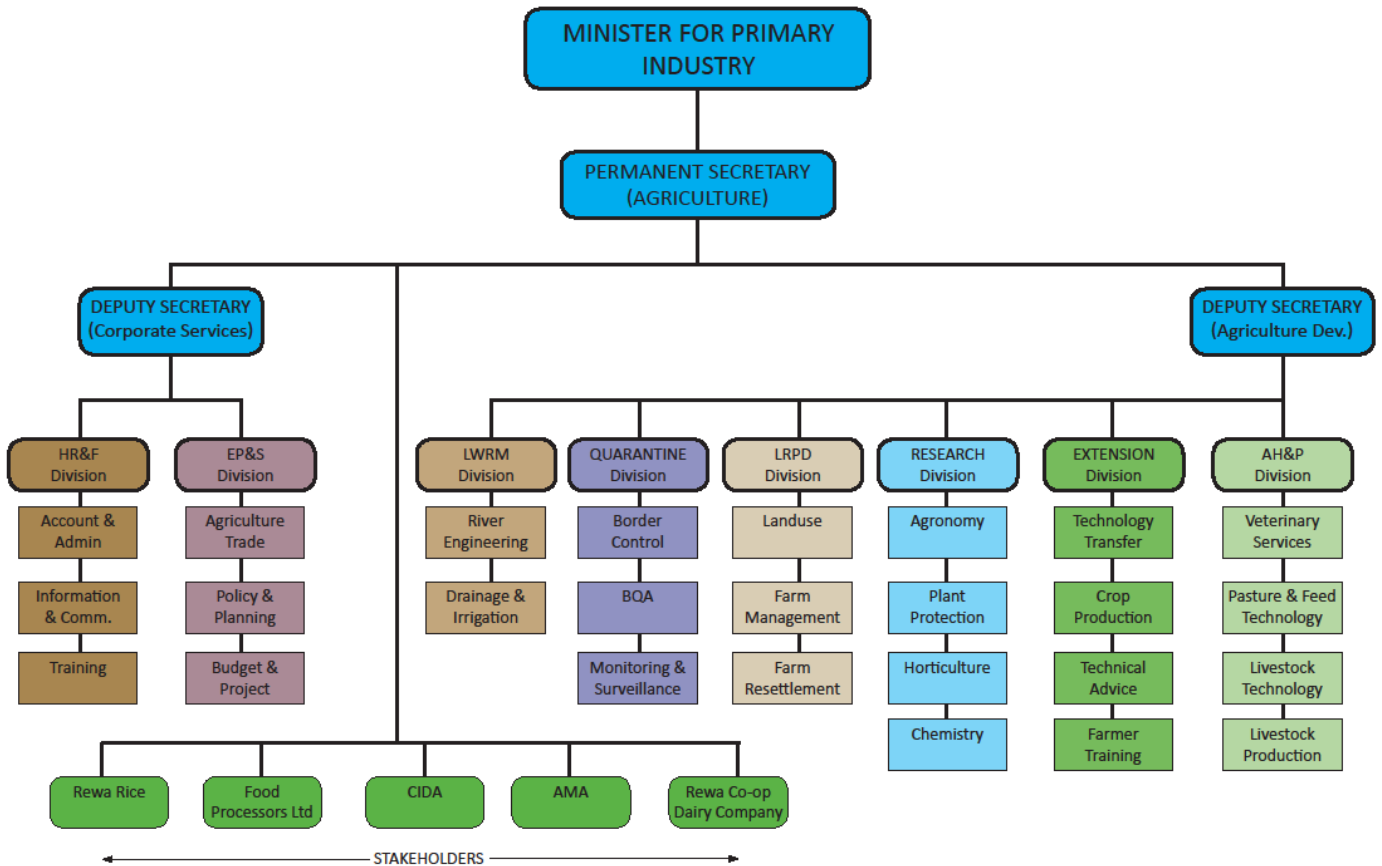 MINISTER FOR PRIMARY
INDUSTRY
PERMANENT SECRETARY
(AGRICULTURE)
DEPUTY SECRETARY
(Corporate Services)
DEPUTY SECRETARY
(Agriculture Dev.)
HR&F
Division
EP&S
Division
LWRM
Division
QUARANTINE
Division
LRPD
Division
RESEARCH
Division
EXTENSION
Division
AH&P
Division
Account &
Admin
Agriculture
Trade
River
Engineering
Border
Control
Landuse
Agronomy
Technology
Transfer
Veterinary
Services
Information
& Comm.
Policy &
Planning
Drainage &
Irrigation
BQA
Farm
Management
Plant
Protection
Crop
Production
Pasture & Feed
Technology
Training
Budget &
Project
Monitoring &
Surveillance
Farm
Resettlement
Horticulture
Technical
Advice
Livestock
Technology
Chemistry
Farmer
Training
Livestock
Production
Rewa Rice
Food
Processors Ltd
CIDA
AMA
Rewa Co-op
Dairy Company
STAKEHOLDERS